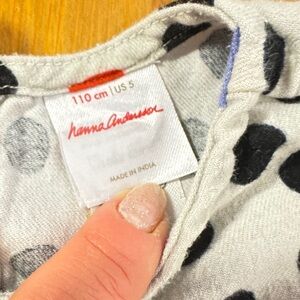 110 cm | US 5
hanna andersson
MADE IN INDIA